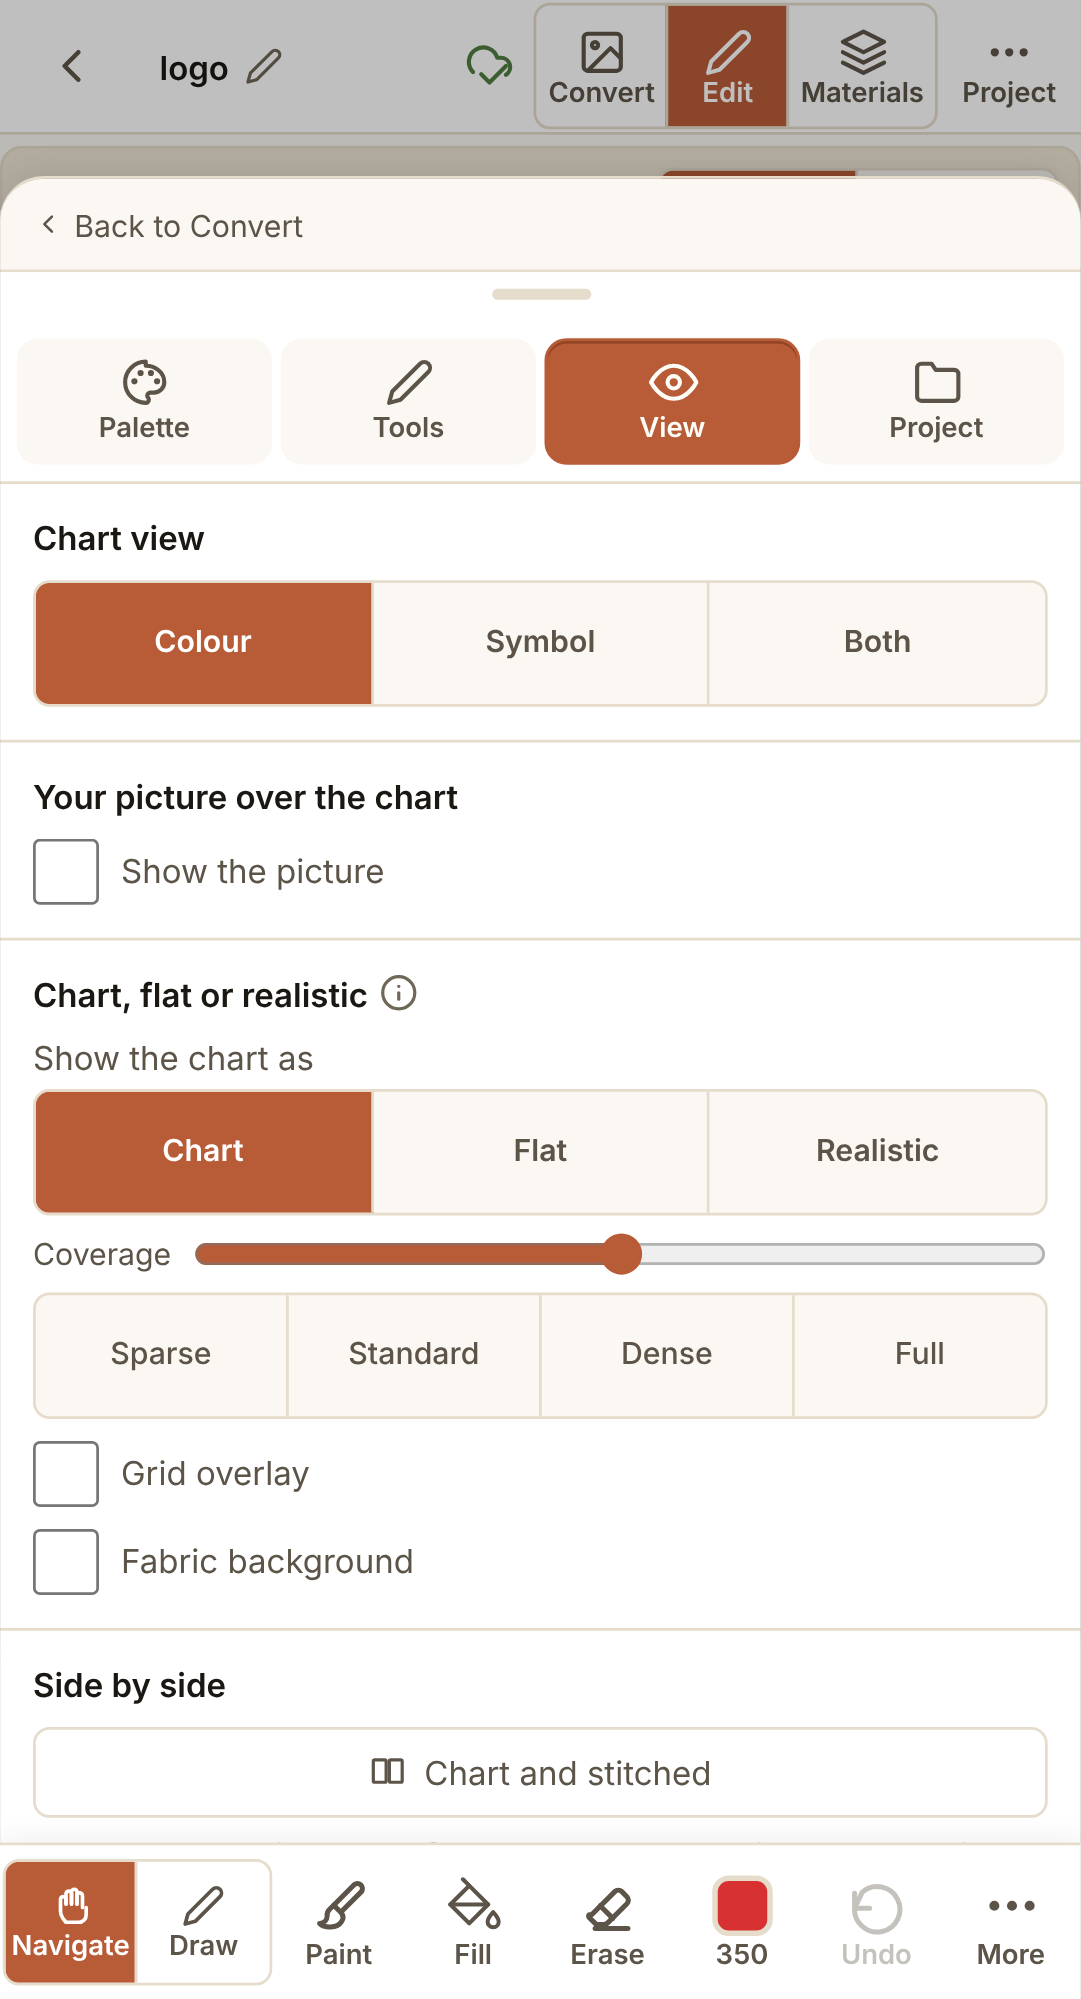 logo
Convert
Edit
Materials
Project
Back to Convert
Palette
Tools
View
Project
Chart view
Colour
Symbol
Both
Your picture over the chart
Show the picture
Chart, flat or realistic
Show the chart as
Chart
Flat
Realistic
Coverage
Sparse
Standard
Dense
Full
Grid overlay
Fabric background
Side by side
Chart and stitched
Navigate
Draw
Paint
Fill
Erase
350
Undo
More